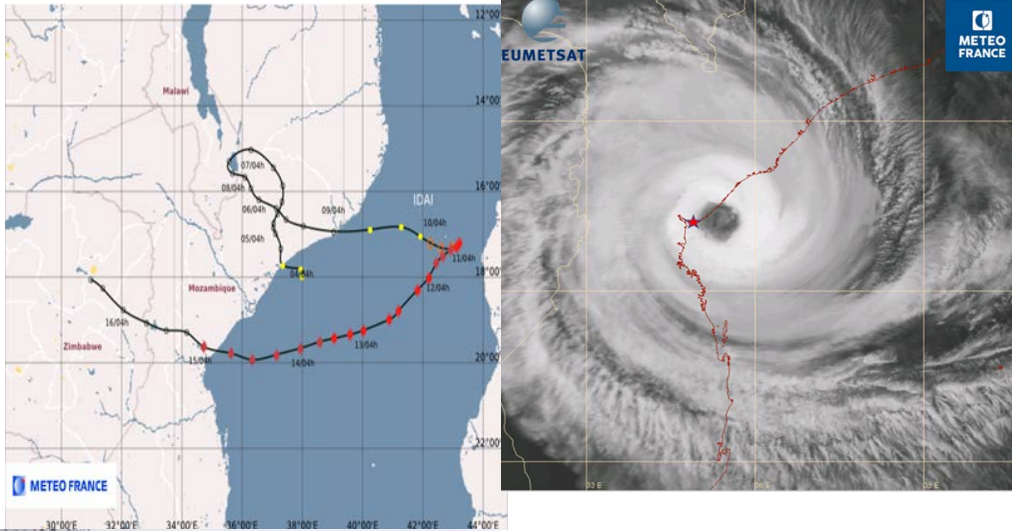 12°00'
14°00'
Malawi
07/04h
16°00'
08/04h
IDAI
06/04h
09/04h
10/04h
05/04h
11/04h
18°00'
04/04h
12/04h
Mozambique
16/04h
13/04h
Zimbabwe
15/04h
14/04h
20°00'
22°00'
METEO FRANCE
30°00'E
32°00'E
34°00'E
36°00'E
38°00'E
40°00'E
42°00'E
44°00'E
EUMETSAT
METEO
FRANCE